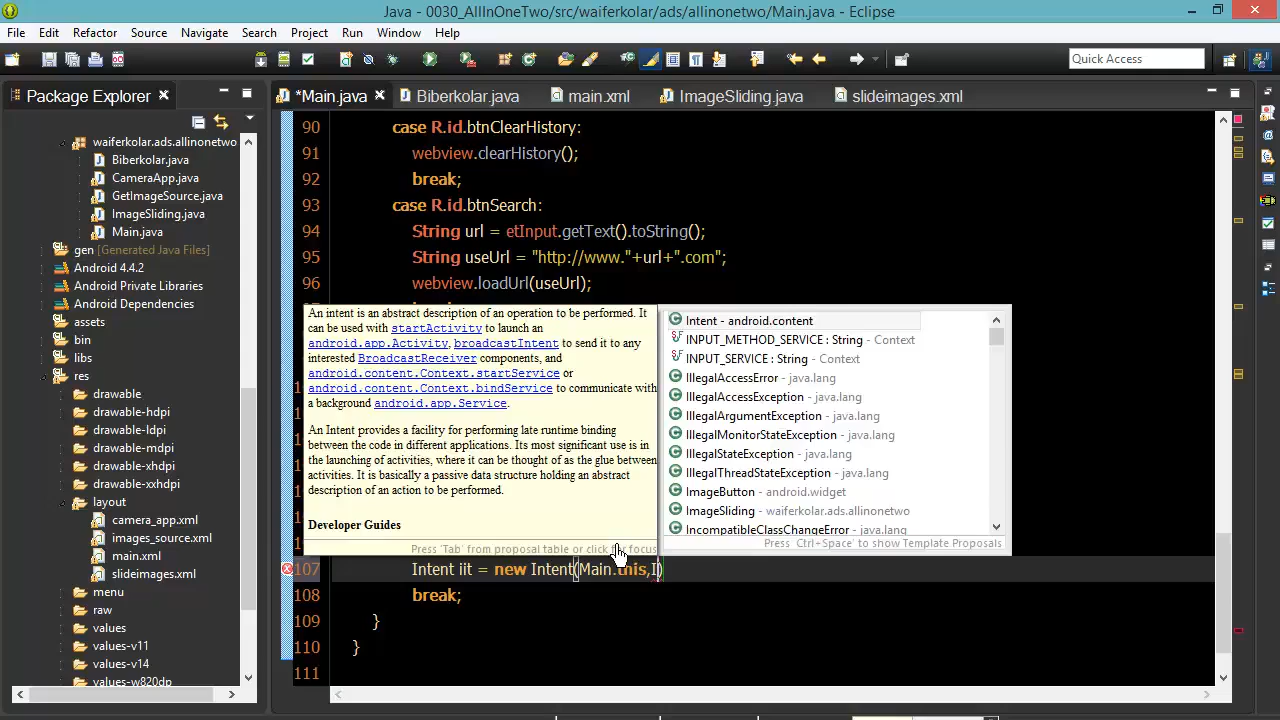 Java - 0030_AllInOneTwo/src/waiferkolar/ads/allinonetwo/Main.java - Eclipse
File Edit Refactor Source Navigate Search Project Run Window Help
Quick Access
Package Explorer
*Main.java Biberkolar.java main.xml ImageSliding.java slideimages.xml
waiferkolar.ads.allinonetwo
Biberkolar.java
CameraApp.java
GetImageSource.java
ImageSliding.java
Main.java
gen [Generated Java Files]
Android 4.4.2
Android Private Libraries
Android Dependencies
assets
bin
libs
res
drawable
drawable-hdpi
drawable-ldpi
drawable-mdpi
drawable-xhdpi
drawable-xxhdpi
layout
camera_app.xml
images_source.xml
main.xml
slideimages.xml
menu
raw
values
values-v11
values-v14
values-w820dp
90 case R.id.btnClearHistory:
91 webview.clearHistory();
92 break;
93 case R.id.btnSearch:
94 String url = etInput.getText().toString();
95 String useUrl = "http://www."+url+".com";
96 webview.loadUrl(useUrl);
An intent is an abstract description of an operation to be performed. It
can be used with startActivity to launch an
android.app.Activity, broadcastIntent to send it to any
interested BroadcastReceiver components, and
android.content.Context.startService or
android.content.Context.bindService to communicate with
a background android.app.Service.
An Intent provides a facility for performing late runtime binding
between the code in different applications. Its most significant use is in
the launching of activities, where it can be thought of as the glue between
activities. It is basically a passive data structure holding an abstract
description of an action to be performed.
Developer Guides
Press 'Tab' from proposal table or click for focus
Intent - android.content
INPUT_METHOD_SERVICE : String - Context
INPUT_SERVICE : String - Context
IllegalAccessError - java.lang
IllegalAccessException - java.lang
IllegalArgumentException - java.lang
IllegalMonitorStateException - java.lang
IllegalStateException - java.lang
IllegalThreadStateException - java.lang
ImageButton - android.widget
ImageSliding - waiferkolar.ads.allinonetwo
IncompatibleClassChangeError - java.lang
Press 'Ctrl+Space' to show Template Proposals
107 Intent iit = new Intent(Main.this,I)
108 break;
109 }
110 }
111